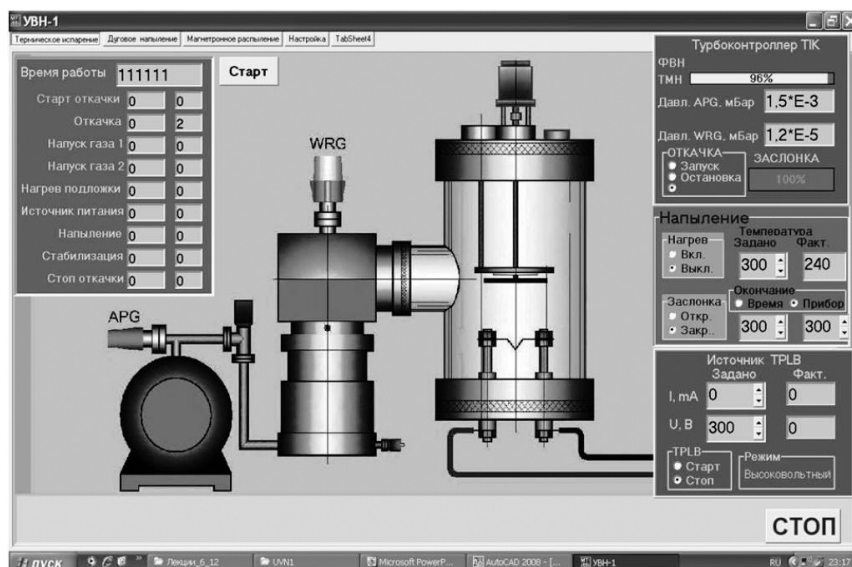 УВН-1
Термическое испарение Дуговое напыление Магнетронное распыление Настройка TabSheet4
Время работы 111111
Старт
Старт откачки 0 0
Откачка 0 2
Напуск газа 1 0 0
Напуск газа 2 0 0
Нагрев подложки 0 0
Источник питания 0 0
Напыление 0 0
Стабилизация 0 0
Стоп откачки 0 0
WRG
APG
Турбоконтроллер TIK
ФВН
ТМН 96%
Давл. APG, мБар 1,5*E-3
Давл. WRG, мБар 1,2*E-5
ОТКАЧКА
Запуск
Остановка
ЗАСЛОНКА
100%
Напыление
Температура
Нагрев Задано Факт.
Вкл.
Выкл. 300 240
Окончание
Заслонка Время Прибор
Откр.
Закр.. 300 300
Источник TPLB
Задано Факт.
I, mA 0 0
U, В 300 0
TPLB
Старт
Стоп
Режим
Высоковольтный
СТОП
пуск Лекции_6_12 UVN1 Microsoft PowerP... AutoCAD 2008 - [... УВН-1 RU 23:17